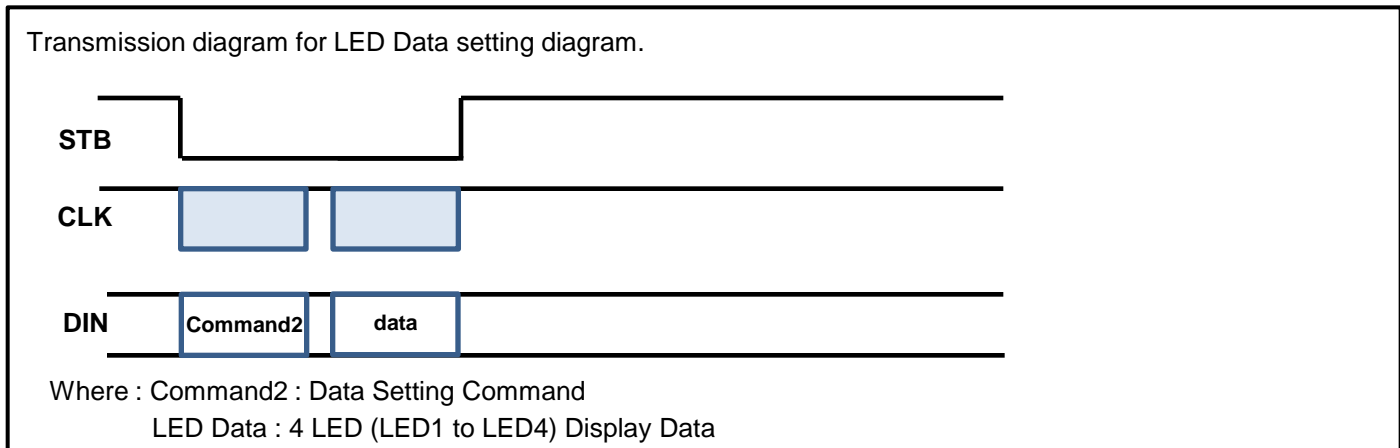 Transmission diagram for LED Data setting diagram.
STB
CLK
DIN
Command2
data
Where : Command2 : Data Setting Command
LED Data : 4 LED (LED1 to LED4) Display Data